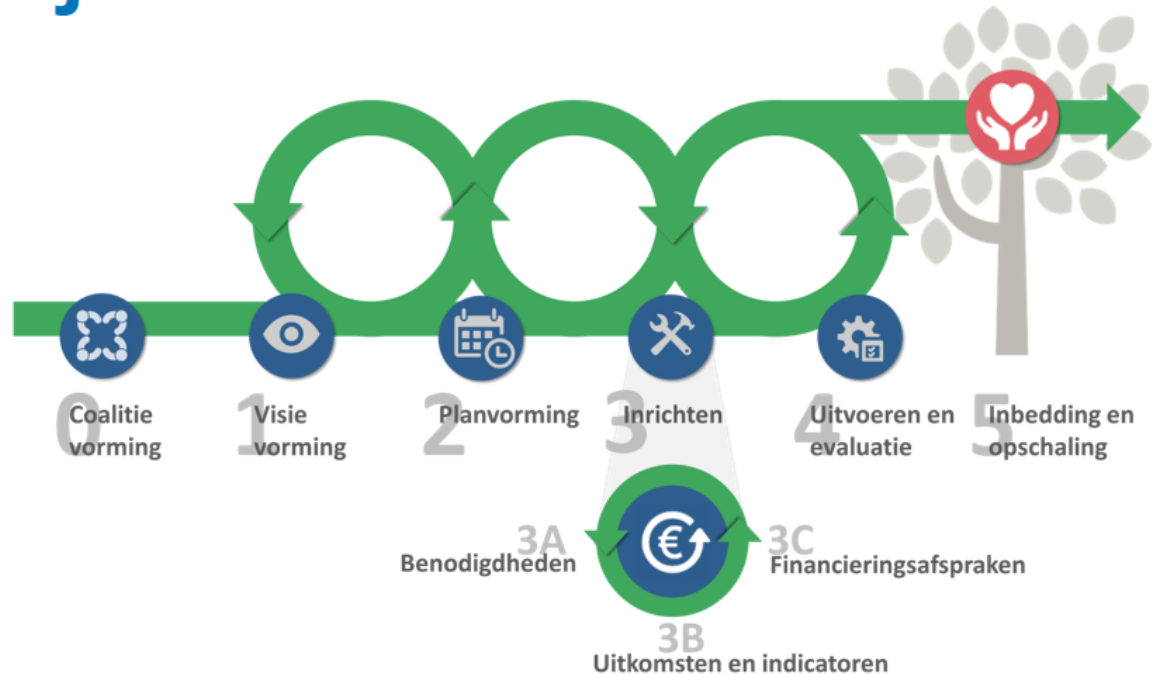 j
0
Coalitie
vorming
1
Visie
vorming
2
Planvorming
3
Inrichten
4
Uitvoeren en
evaluatie
5
Inbedding en
opschaling
3A
Benodigdheden
€
3C
Financieringsafspraken
3B
Uitkomsten en indicatoren